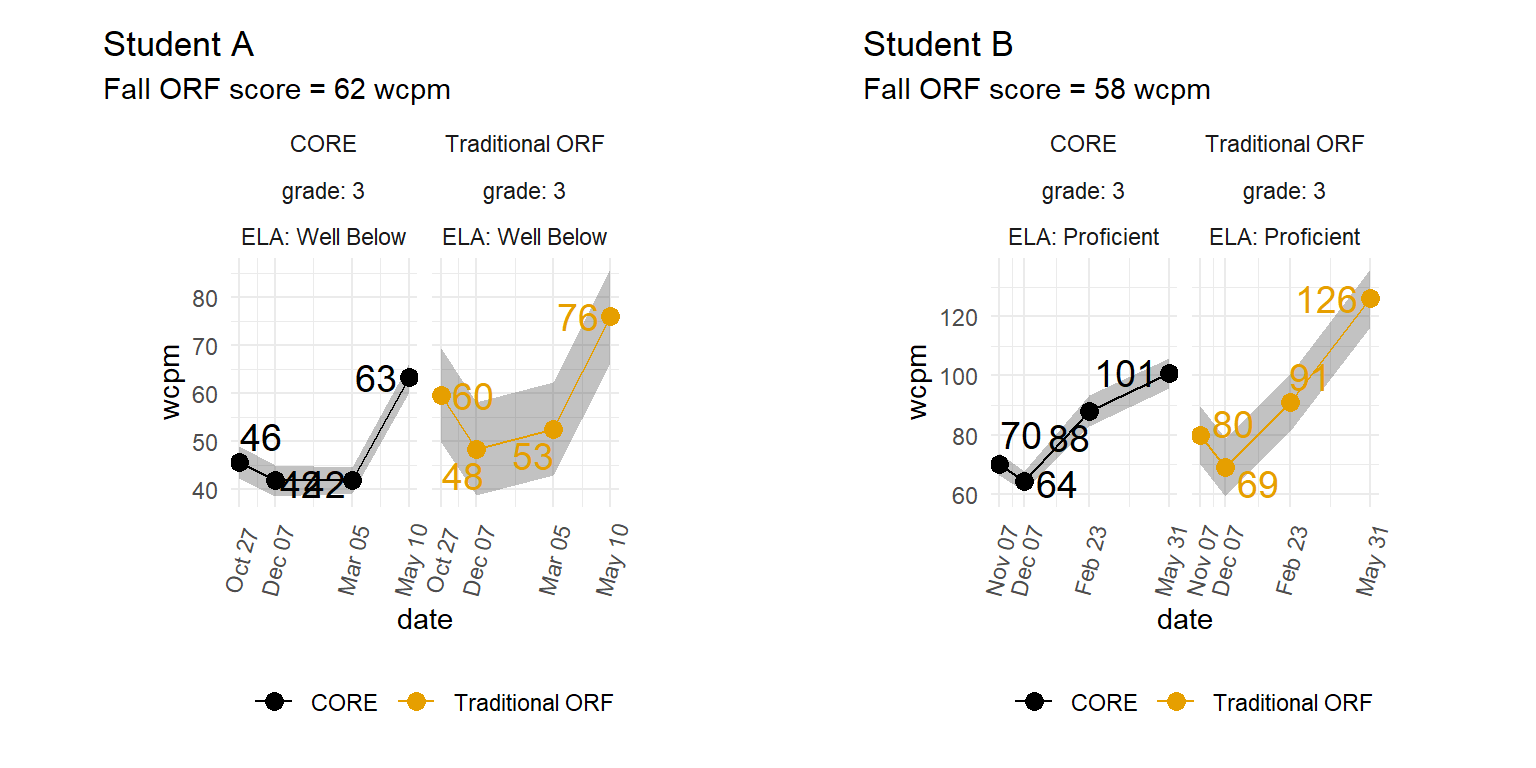 Student A
Fall ORF score = 62 wcpm
CORE
Traditional ORF
grade: 3
grade: 3
ELA: Well Below
ELA: Well Below
wcpm
80
70
60
50
40
46
42
42
63
60
48
53
76
Oct 27
Dec 07
Mar 05
May 10
Oct 27
Dec 07
Mar 05
May 10
date
CORE
Traditional ORF
Student B
Fall ORF score = 58 wcpm
CORE
Traditional ORF
grade: 3
grade: 3
ELA: Proficient
ELA: Proficient
wcpm
120
100
80
60
70
64
88
101
80
69
91
126
Nov 07
Dec 07
Feb 23
May 31
Nov 07
Dec 07
Feb 23
May 31
date
CORE
Traditional ORF